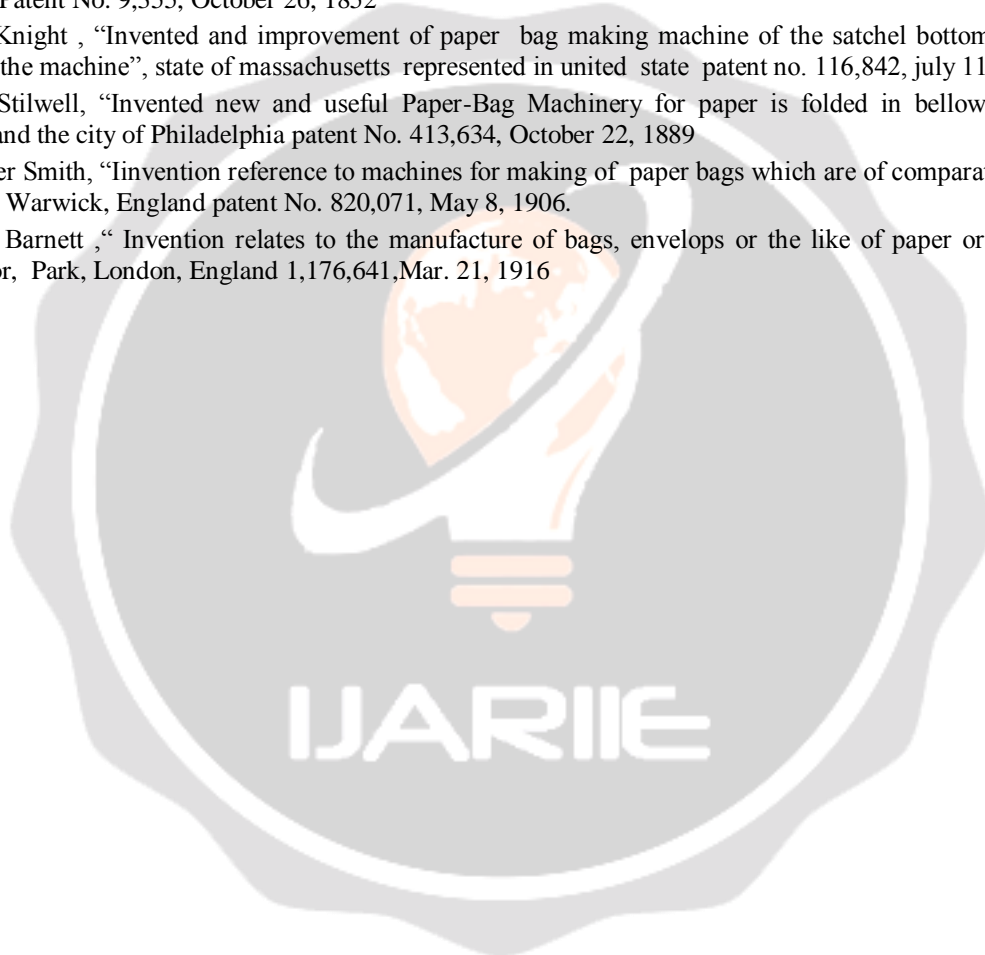 Patent No. 9,355, October 26, 1852
Knight , “Invented and improvement of paper bag making machine of the satchel bottom
the machine”, state of massachusetts represented in united state patent no. 116,842, july 11
Stilwell, “Invented new and useful Paper-Bag Machinery for paper is folded in bellow
and the city of Philadelphia patent No. 413,634, October 22, 1889
er Smith, “Iinvention reference to machines for making of paper bags which are of comparat
Warwick, England patent No. 820,071, May 8, 1906.
Barnett ,“ Invention relates to the manufacture of bags, envelops or the like of paper or
or, Park, London, England 1,176,641,Mar. 21, 1916
IJARIIE